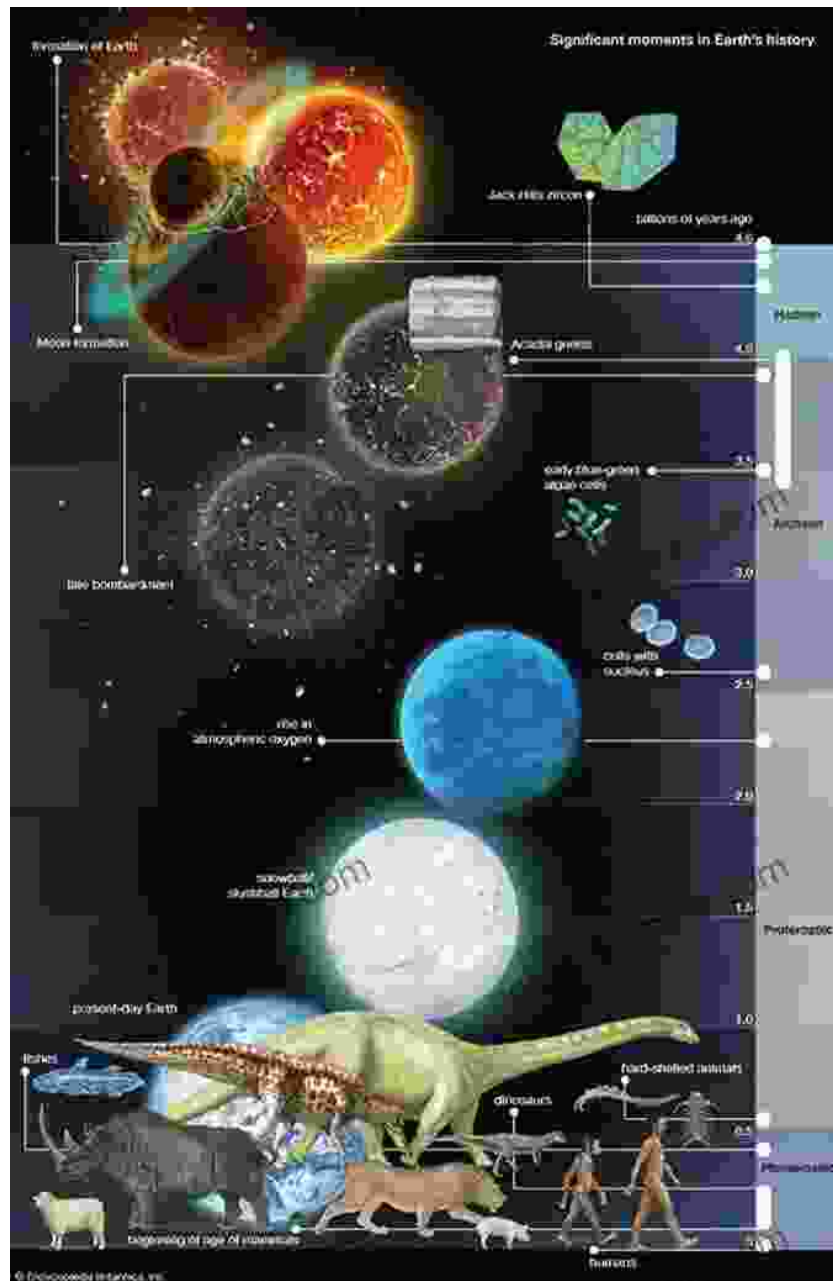 formation of Earth
Significant moments in Earth's history
Jack Hills zircon
billions of years ago
4.6
Hadean
Moon formation
Acasta gneiss
4.0
early blue-green
algae cells
3.5
Archean
late bombardment
3.0
cells with
nucleus
2.5
rise in
atmospheric oxygen
2.0
snowball/
slushball Earth
om
1.5
Proterozoic
present-day Earth
1.0
fishes
hard-shelled animals
dinosaurs
0.5
Phanerozoic
beginning of age of mammals
humans
© Encyclopædia Britannica, Inc.